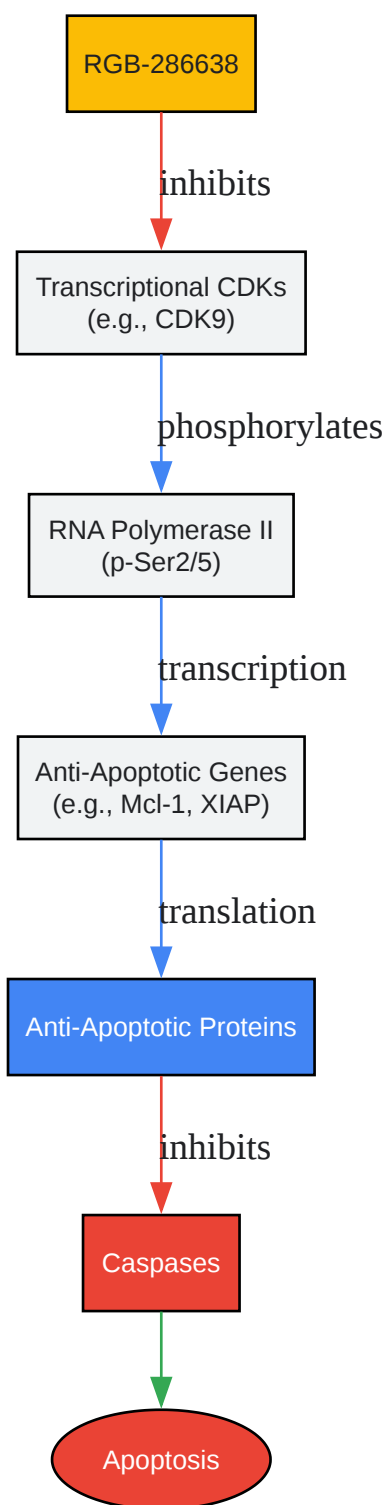 RGB-286638
inhibits
Transcriptional CDKs
(e.g., CDK9)
phosphorylates
RNA Polymerase II
(p-Ser2/5)
transcription
Anti-Apoptotic Genes
(e.g., Mcl-1, XIAP)
translation
Anti-Apoptotic Proteins
inhibits
Caspases
Apoptosis